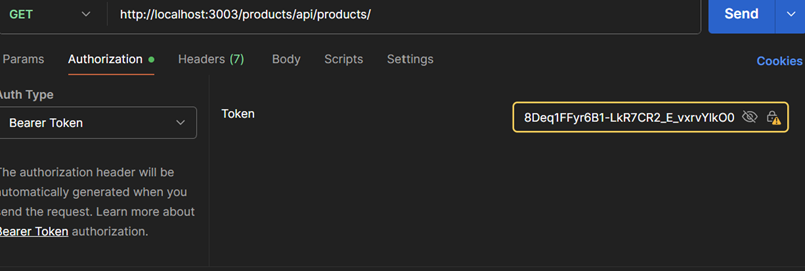 GET http://localhost:3003/products/api/products/ Send
Params Authorization Headers (7) Body Scripts Settings Cookies
Auth Type
Bearer Token
Token 8Deq1FFyr6B1-LkR7CR2_E_vxrvYlkO0
The authorization header will be
automatically generated when you
send the request. Learn more about
Bearer Token authorization.